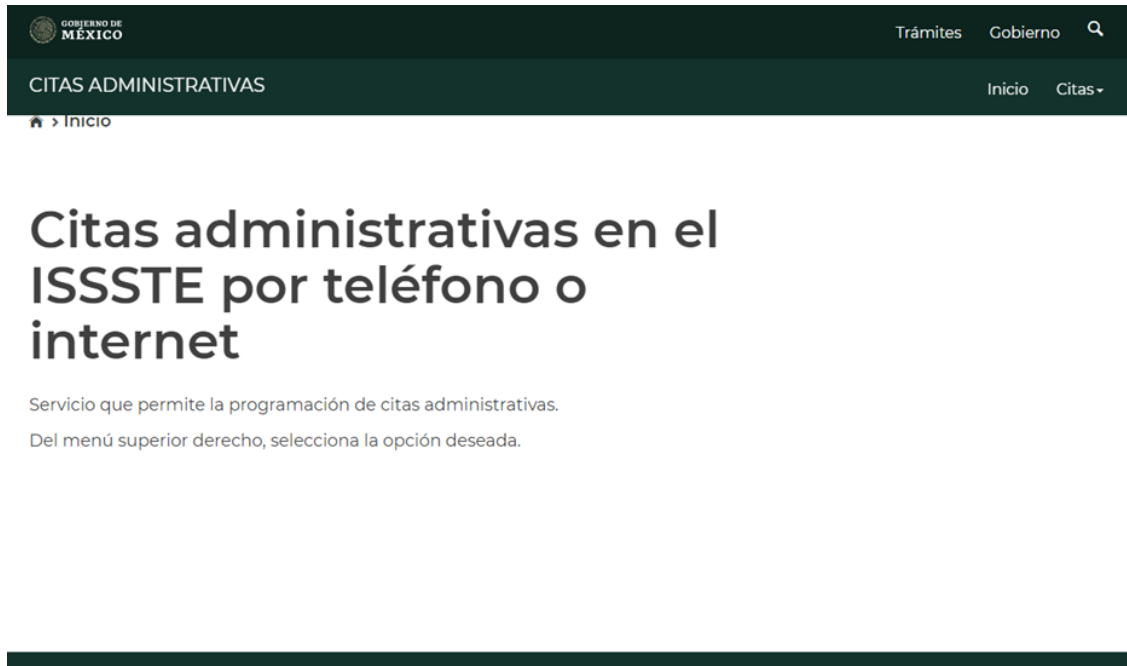 GOBIERNO DE
MÉXICO
Trámites Gobierno
CITAS ADMINISTRATIVAS
Inicio Citas
> Inicio
Citas administrativas en el
ISSSTE por teléfono o
internet
Servicio que permite la programación de citas administrativas.
Del menú superior derecho, selecciona la opción deseada.